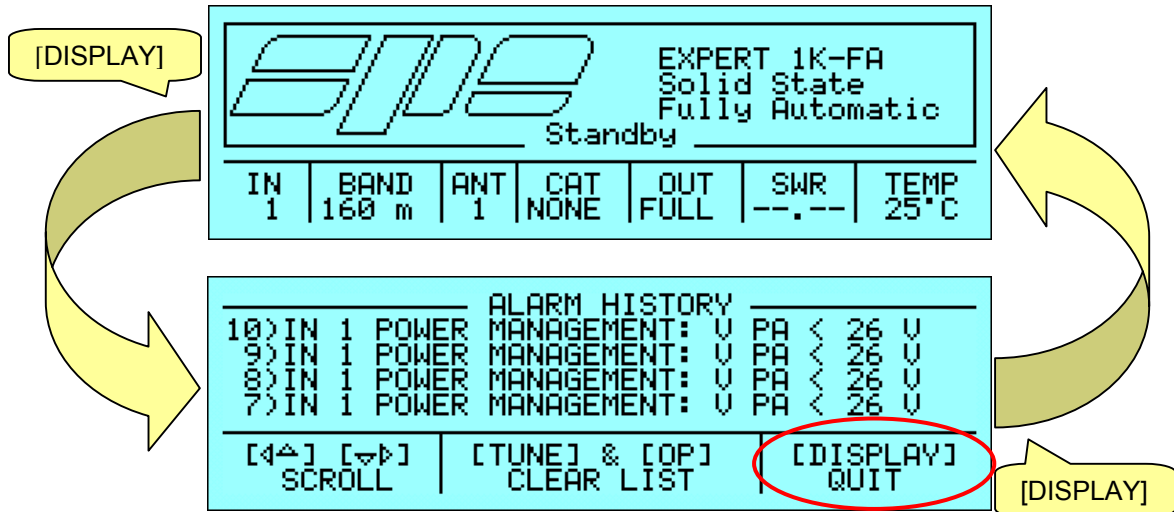 [DISPLAY]
spe
EXPERT 1K-FA
Solid State
Fully Automatic
Standby
IN BAND ANT CAT OUT SWR TEMP
1 160 m 1 NONE FULL --.-- 25°C
ALARM HISTORY
10)IN 1 POWER MANAGEMENT: V PA < 26 V
9)IN 1 POWER MANAGEMENT: V PA < 26 V
8)IN 1 POWER MANAGEMENT: V PA < 26 V
7)IN 1 POWER MANAGEMENT: V PA < 26 V
[◁△] [▽▷] [TUNE] & [OP] [DISPLAY]
SCROLL CLEAR LIST QUIT
[DISPLAY]